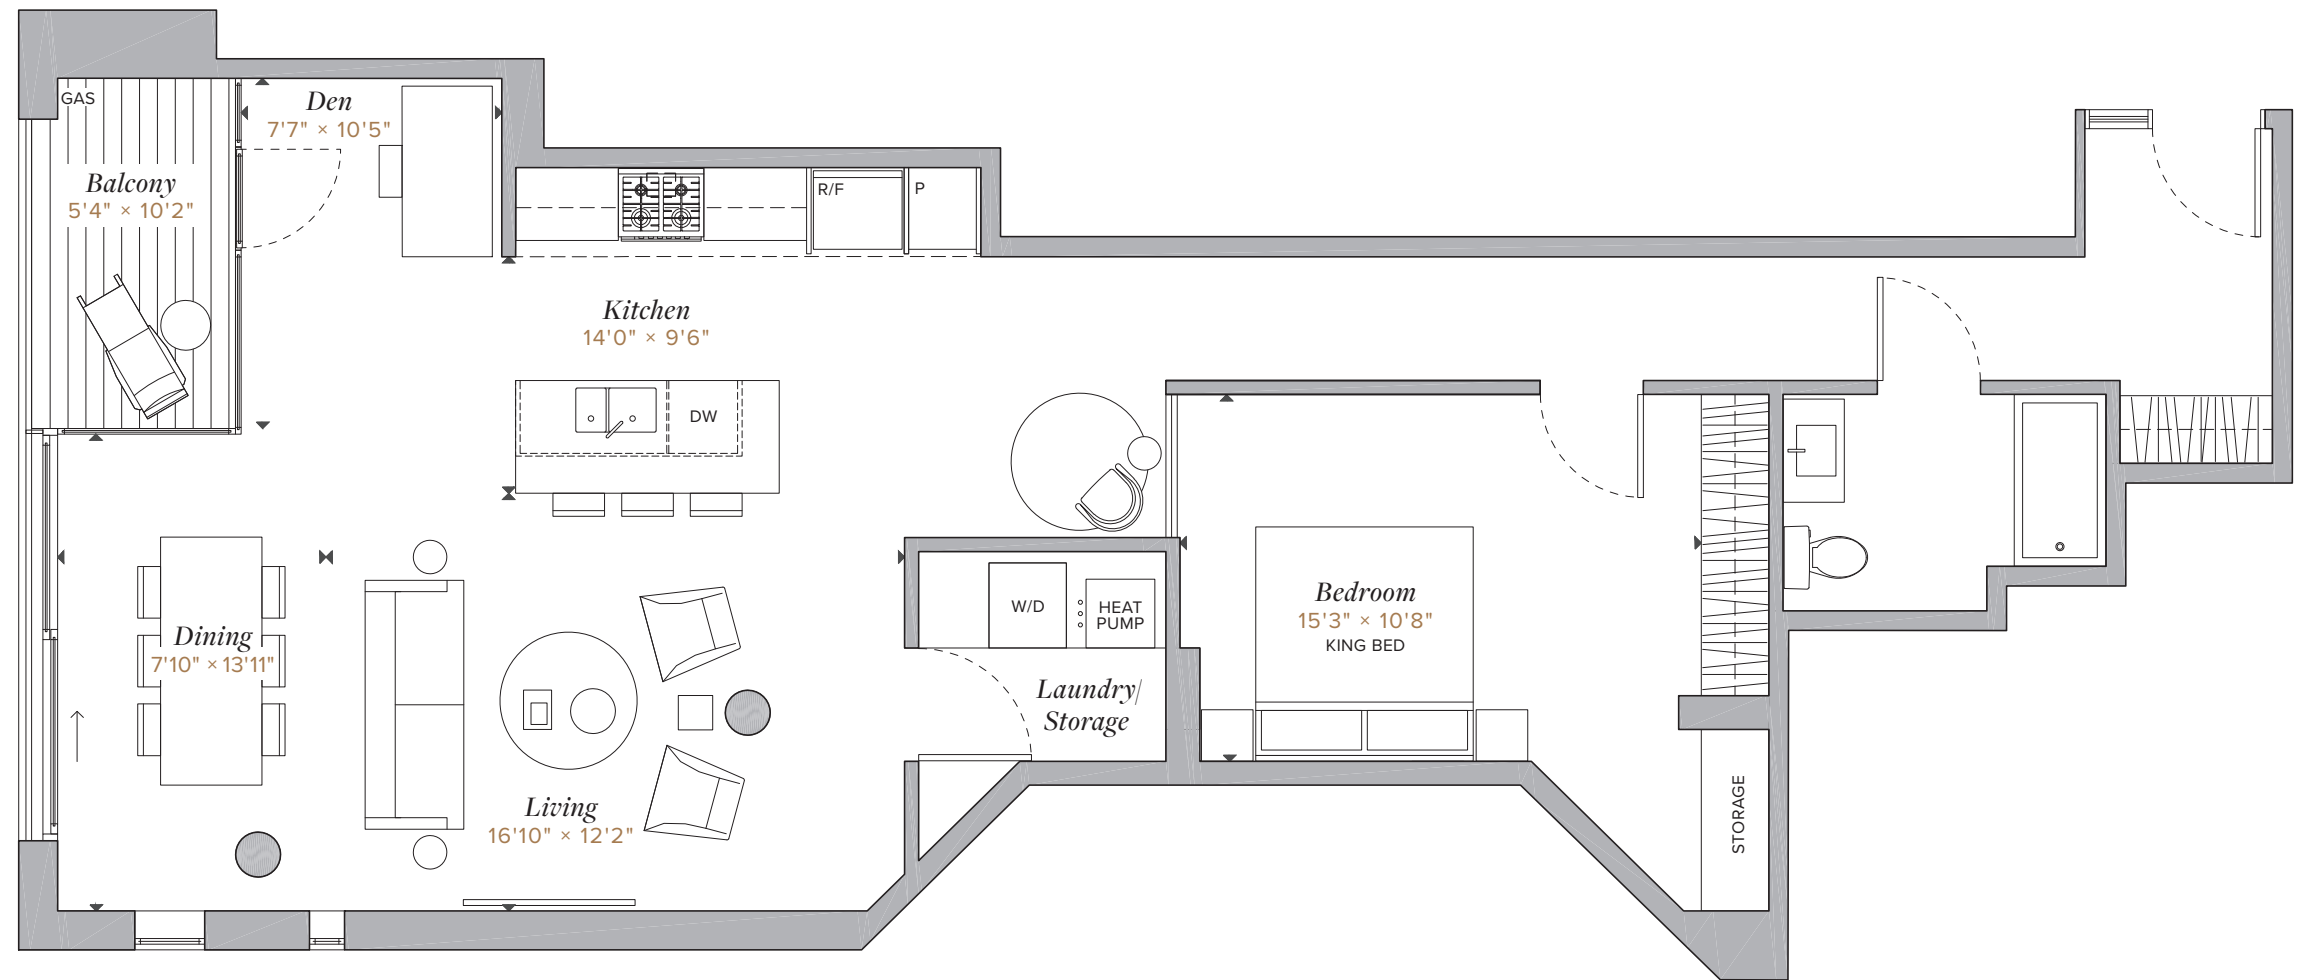 GAS
Den
7'7" × 10'5"
Balcony
5'4" × 10'2"
R/F
P
Kitchen
14'0" × 9'6"
DW
Dining
7'10" × 13'11"
Living
16'10" × 12'2"
W/D
HEAT
PUMP
Laundry/
Storage
Bedroom
15'3" × 10'8"
KING BED
STORAGE